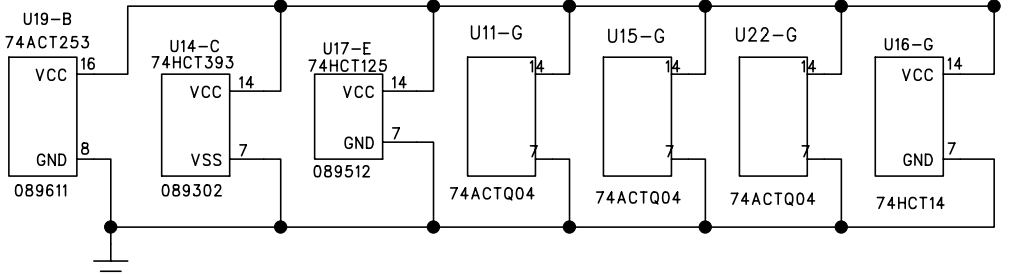 U19-B
74ACT253
16
VCC
GND
8
089611
U14-C
74HCT393
14
VCC
VSS
7
089302
U17-E
74HCT125
14
VCC
GND
7
089512
U11-G
14
7
74ACTQ04
U15-G
14
7
74ACTQ04
U22-G
14
7
74ACTQ04
U16-G
14
VCC
GND
7
74HCT14